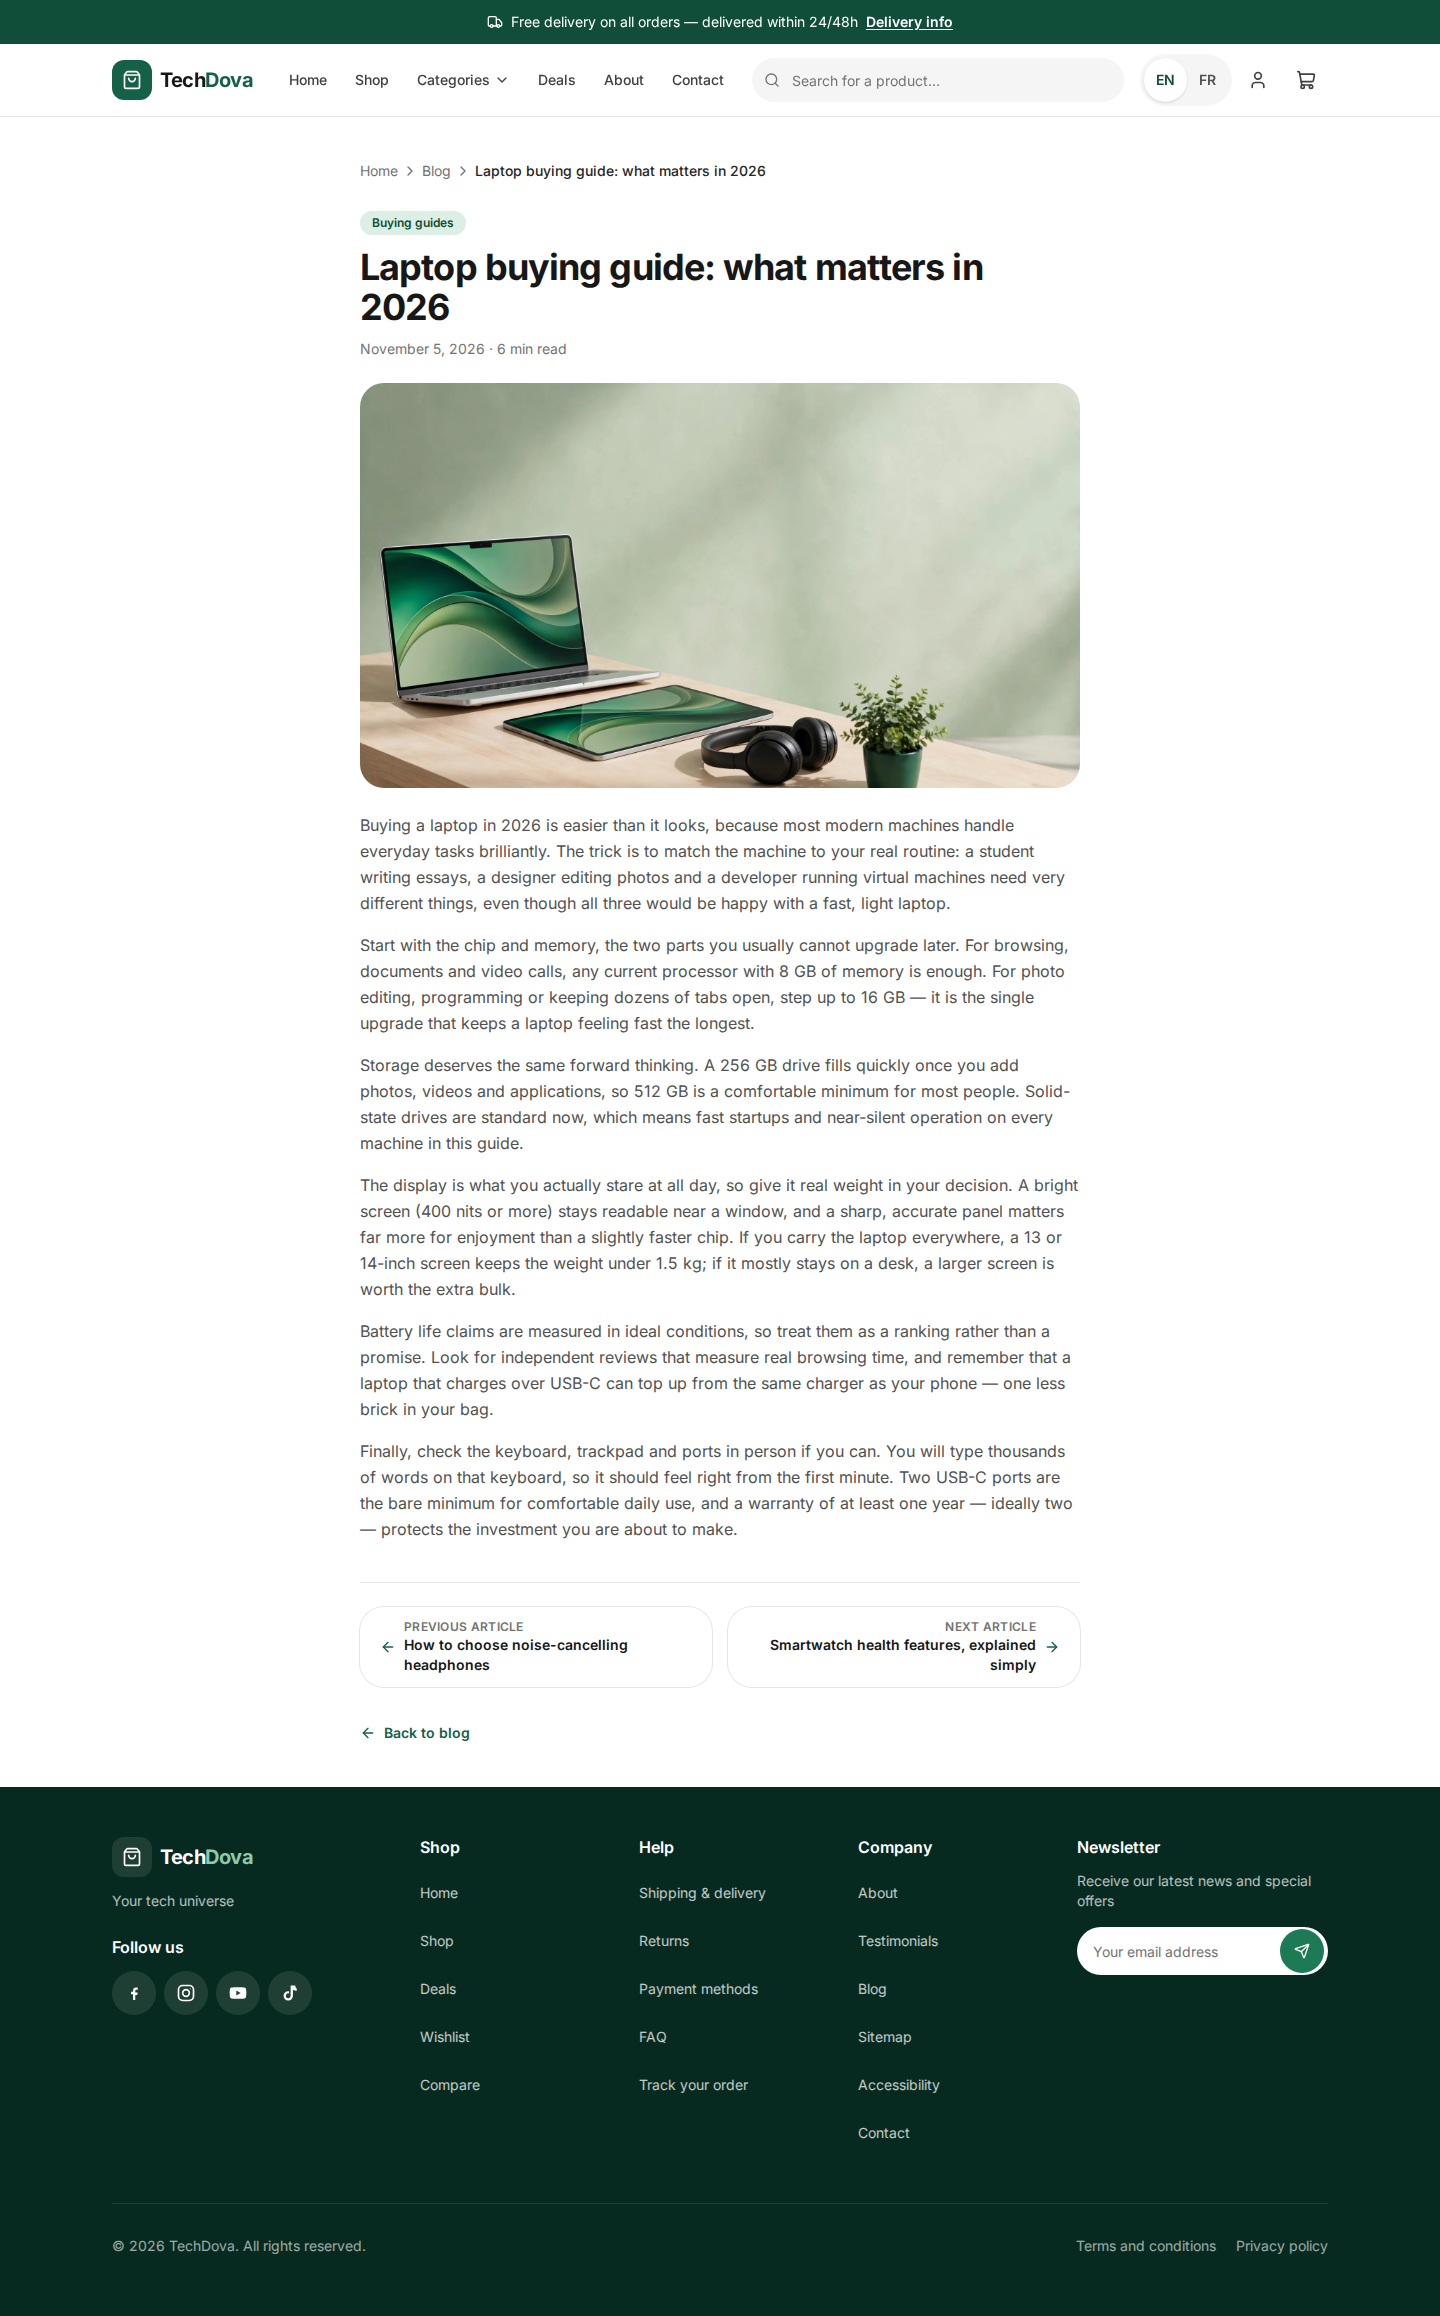 Free delivery on all orders — delivered within 24/48h Delivery info
TechDova
Home
Shop
Categories
Deals
About
Contact
Search for a product...
EN
FR
Home
Blog
Laptop buying guide: what matters in 2026
Buying guides
Laptop buying guide: what matters in
2026
November 5, 2026 · 6 min read
Buying a laptop in 2026 is easier than it looks, because most modern machines handle
everyday tasks brilliantly. The trick is to match the machine to your real routine: a student
writing essays, a designer editing photos and a developer running virtual machines need very
different things, even though all three would be happy with a fast, light laptop.
Start with the chip and memory, the two parts you usually cannot upgrade later. For browsing,
documents and video calls, any current processor with 8 GB of memory is enough. For photo
editing, programming or keeping dozens of tabs open, step up to 16 GB — it is the single
upgrade that keeps a laptop feeling fast the longest.
Storage deserves the same forward thinking. A 256 GB drive fills quickly once you add
photos, videos and applications, so 512 GB is a comfortable minimum for most people. Solid-
state drives are standard now, which means fast startups and near-silent operation on every
machine in this guide.
The display is what you actually stare at all day, so give it real weight in your decision. A bright
screen (400 nits or more) stays readable near a window, and a sharp, accurate panel matters
far more for enjoyment than a slightly faster chip. If you carry the laptop everywhere, a 13 or
14-inch screen keeps the weight under 1.5 kg; if it mostly stays on a desk, a larger screen is
worth the extra bulk.
Battery life claims are measured in ideal conditions, so treat them as a ranking rather than a
promise. Look for independent reviews that measure real browsing time, and remember that a
laptop that charges over USB-C can top up from the same charger as your phone — one less
brick in your bag.
Finally, check the keyboard, trackpad and ports in person if you can. You will type thousands
of words on that keyboard, so it should feel right from the first minute. Two USB-C ports are
the bare minimum for comfortable daily use, and a warranty of at least one year — ideally two
— protects the investment you are about to make.
PREVIOUS ARTICLE
How to choose noise-cancelling
headphones
NEXT ARTICLE
Smartwatch health features, explained
simply
Back to blog
TechDova
Your tech universe
Follow us
Shop
Home
Shop
Deals
Wishlist
Compare
Help
Shipping & delivery
Returns
Payment methods
FAQ
Track your order
Company
About
Testimonials
Blog
Sitemap
Accessibility
Contact
Newsletter
Receive our latest news and special
offers
Your email address
© 2026 TechDova. All rights reserved.
Terms and conditions
Privacy policy